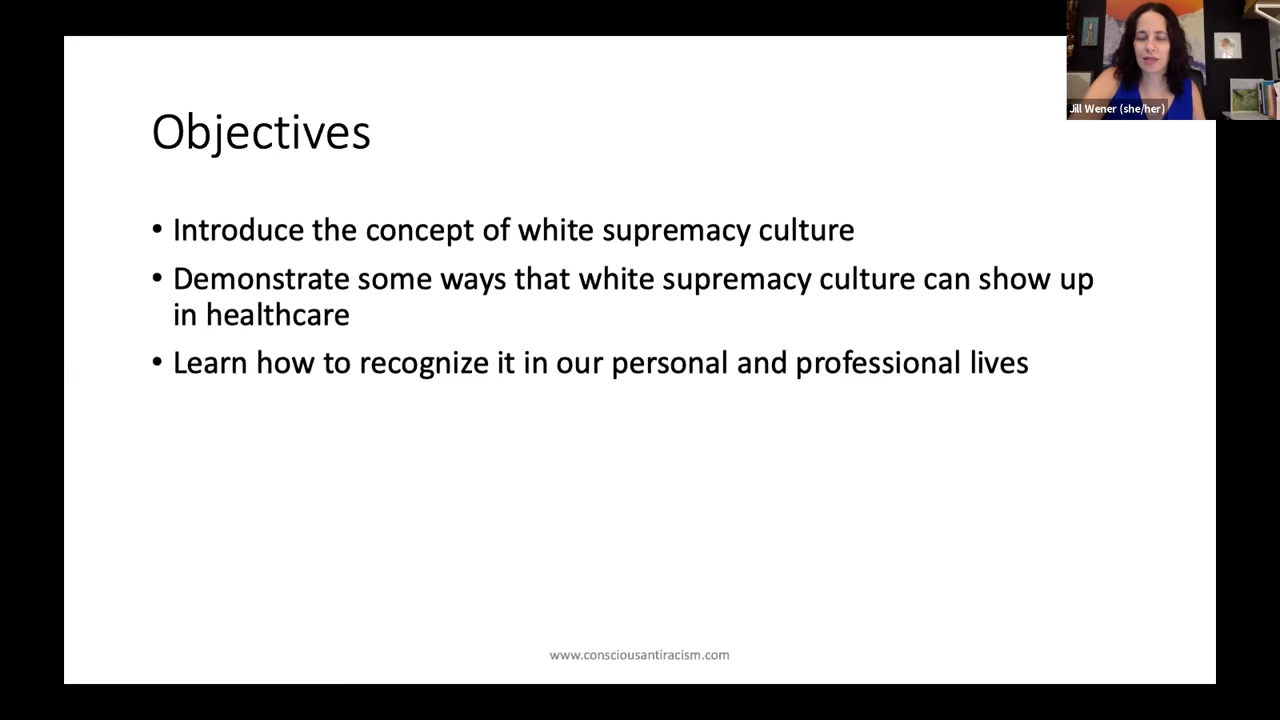 Jill Wener (she/her)
Objectives
• Introduce the concept of white supremacy culture
• Demonstrate some ways that white supremacy culture can show up
in healthcare
• Learn how to recognize it in our personal and professional lives
www.consciousantiracism.com